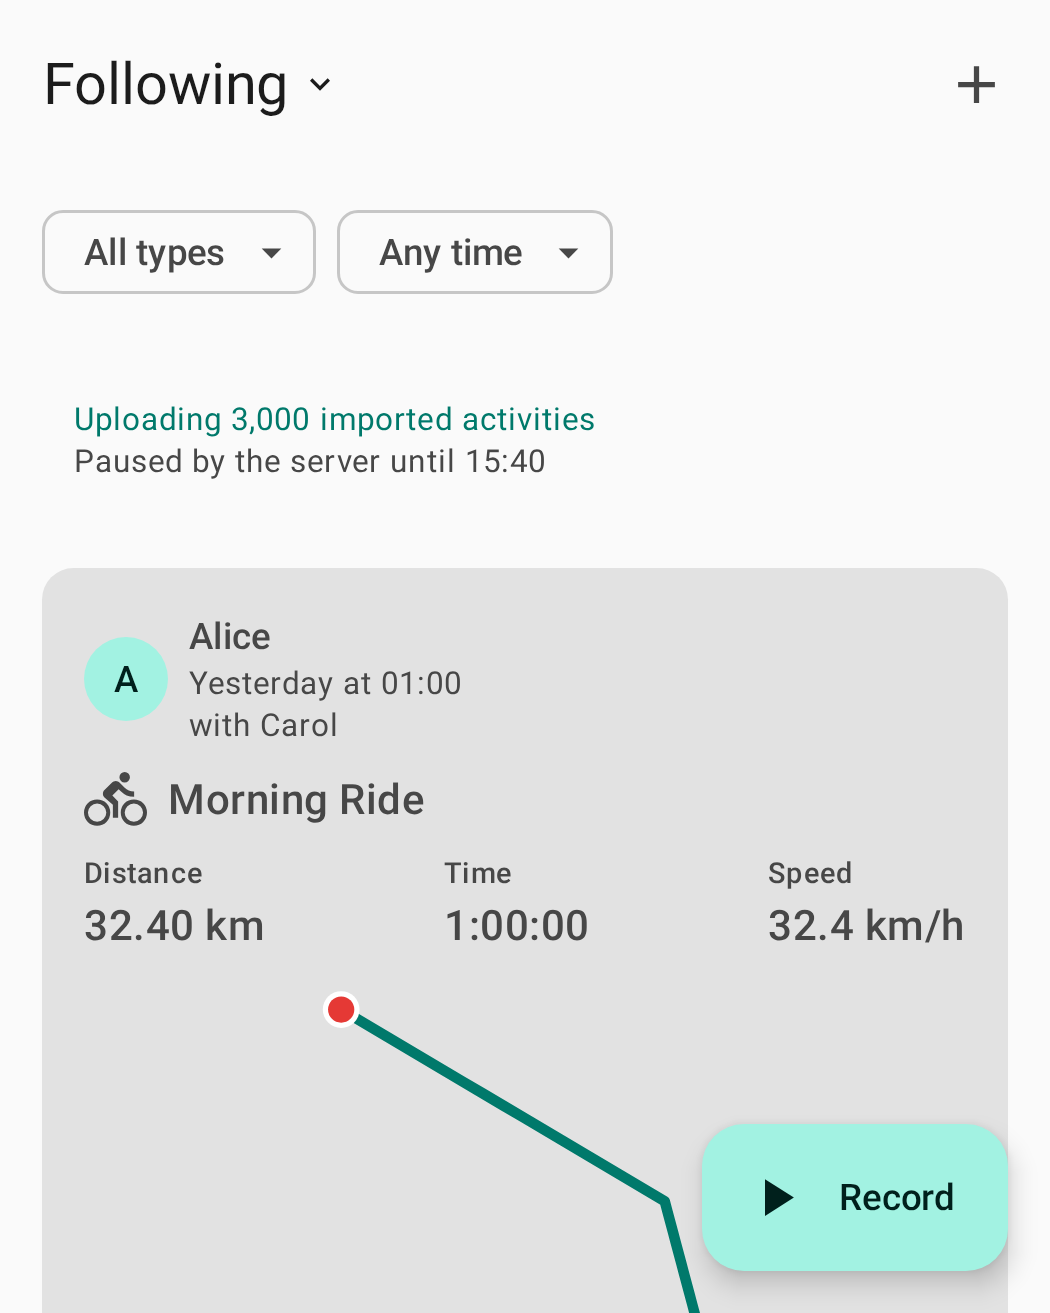 Following
All types
Any time
Uploading 3,000 imported activities
Paused by the server until 15:40
A
Alice
Yesterday at 01:00
with Carol
Morning Ride
Distance
Time
Speed
32.40 km
1:00:00
32.4 km/h
Record